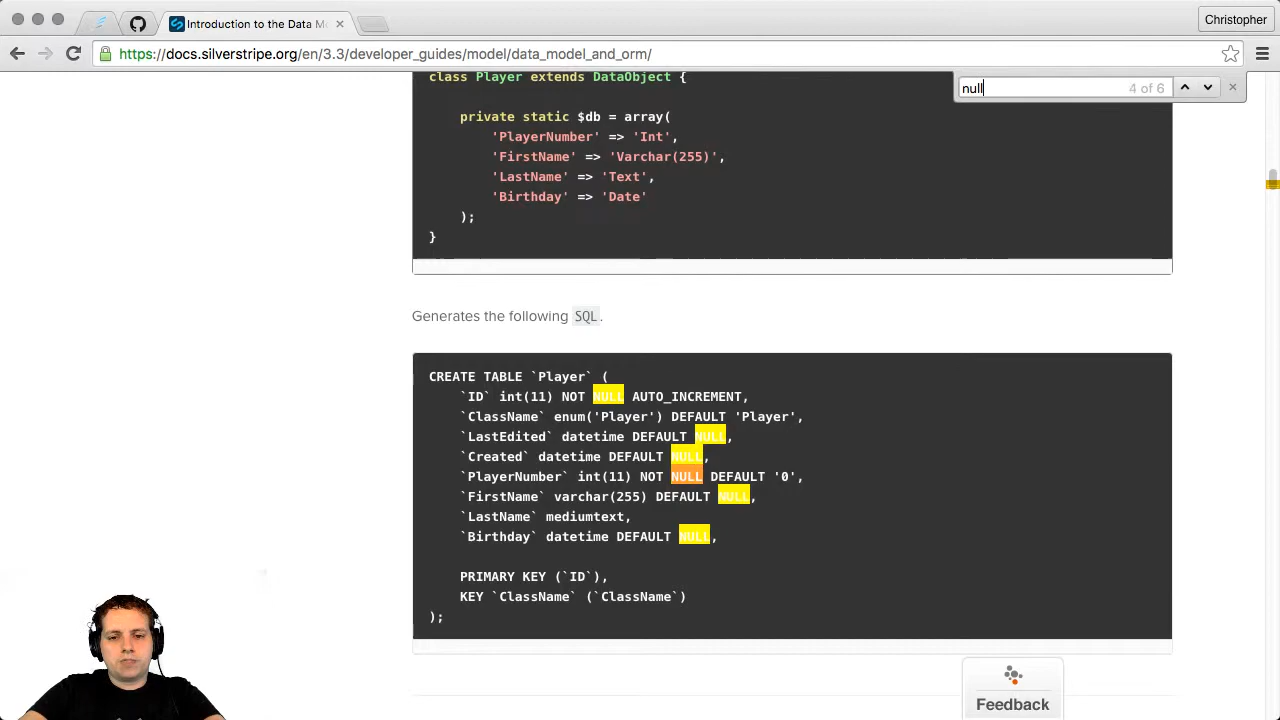 Introduction to the Data Mo
Christopher
https://docs.silverstripe.org/en/3.3/developer_guides/model/data_model_and_orm/
null
4 of 6
class Player extends DataObject {
private static $db = array(
'PlayerNumber' => 'Int',
'FirstName' => 'Varchar(255)',
'LastName' => 'Text',
'Birthday' => 'Date'
);
}
Generates the following SQL.
CREATE TABLE `Player` (
`ID` int(11) NOT NULL AUTO_INCREMENT,
`ClassName` enum('Player') DEFAULT 'Player',
`LastEdited` datetime DEFAULT NULL,
`Created` datetime DEFAULT NULL,
`PlayerNumber` int(11) NOT NULL DEFAULT '0',
`FirstName` varchar(255) DEFAULT NULL,
`LastName` mediumtext,
`Birthday` datetime DEFAULT NULL,
PRIMARY KEY (`ID`),
KEY `ClassName` (`ClassName`)
);
Feedback